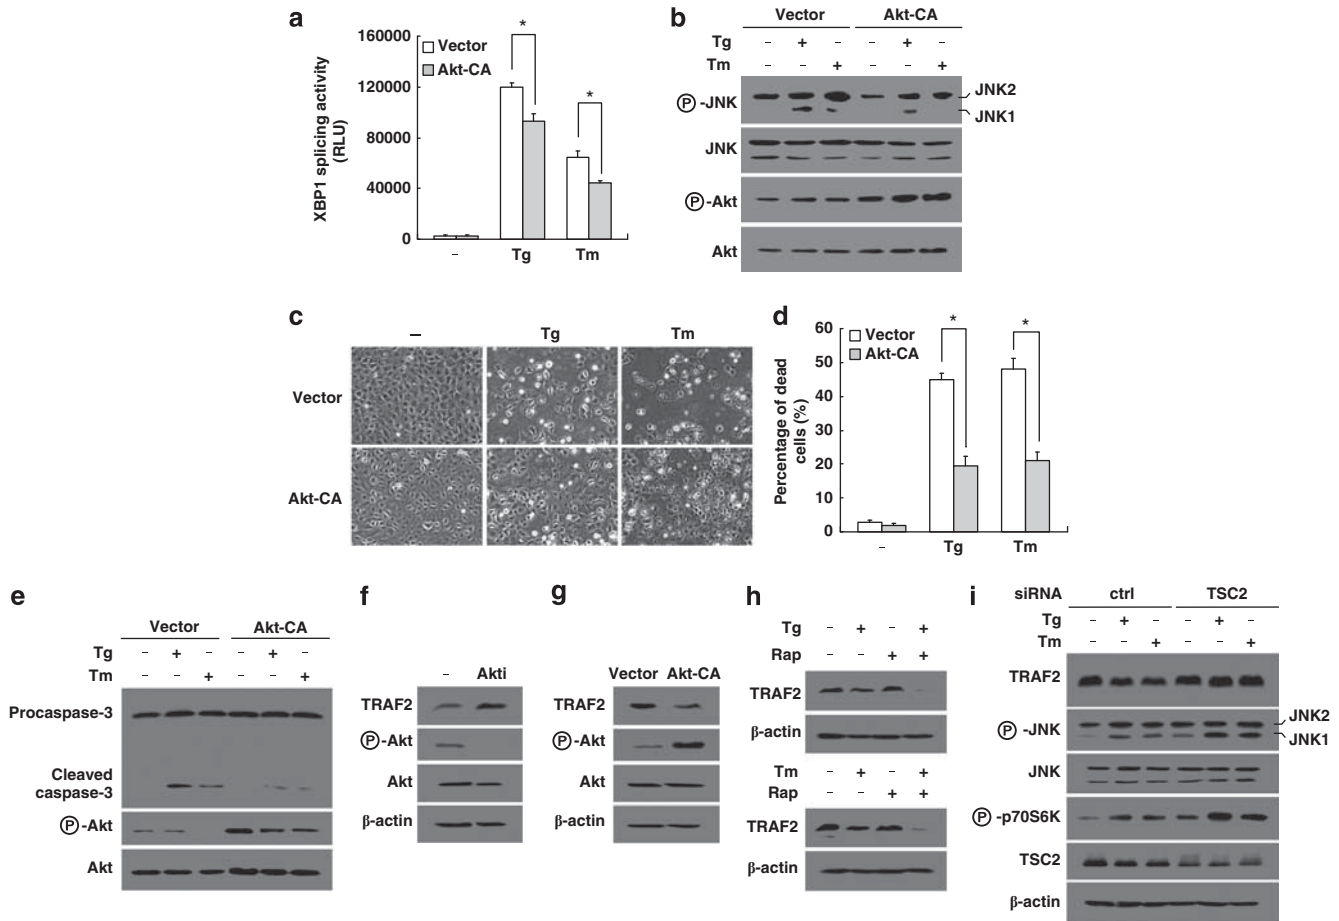 a
XBP1 splicing activity
(RLU)
160000
120000
80000
40000
0
Vector
Akt-CA
*
*
–
Tg
Tm
b
Vector
Akt-CA
Tg – + – – + –
Tm – – + – – +
Ⓟ-JNK
JNK2
JNK1
JNK
Ⓟ-Akt
Akt
c
– Tg Tm
Vector
Akt-CA
d
Percentage of dead
cells (%)
60
50
40
30
20
10
0
Vector
Akt-CA
*
*
–
Tg
Tm
e
Vector
Akt-CA
Tg – + – – + –
Tm – – + – – +
Procaspase-3
Cleaved
caspase-3
Ⓟ-Akt
Akt
f
– Akti
TRAF2
Ⓟ-Akt
Akt
β-actin
g
Vector Akt-CA
TRAF2
Ⓟ-Akt
Akt
β-actin
h
Tg – + – +
Rap – – + +
TRAF2
β-actin
Tm – + – +
Rap – – + +
TRAF2
β-actin
i
siRNA ctrl TSC2
Tg – + – – + –
Tm – – + – – +
TRAF2
Ⓟ-JNK
JNK2
JNK1
JNK
Ⓟ-p70S6K
TSC2
β-actin